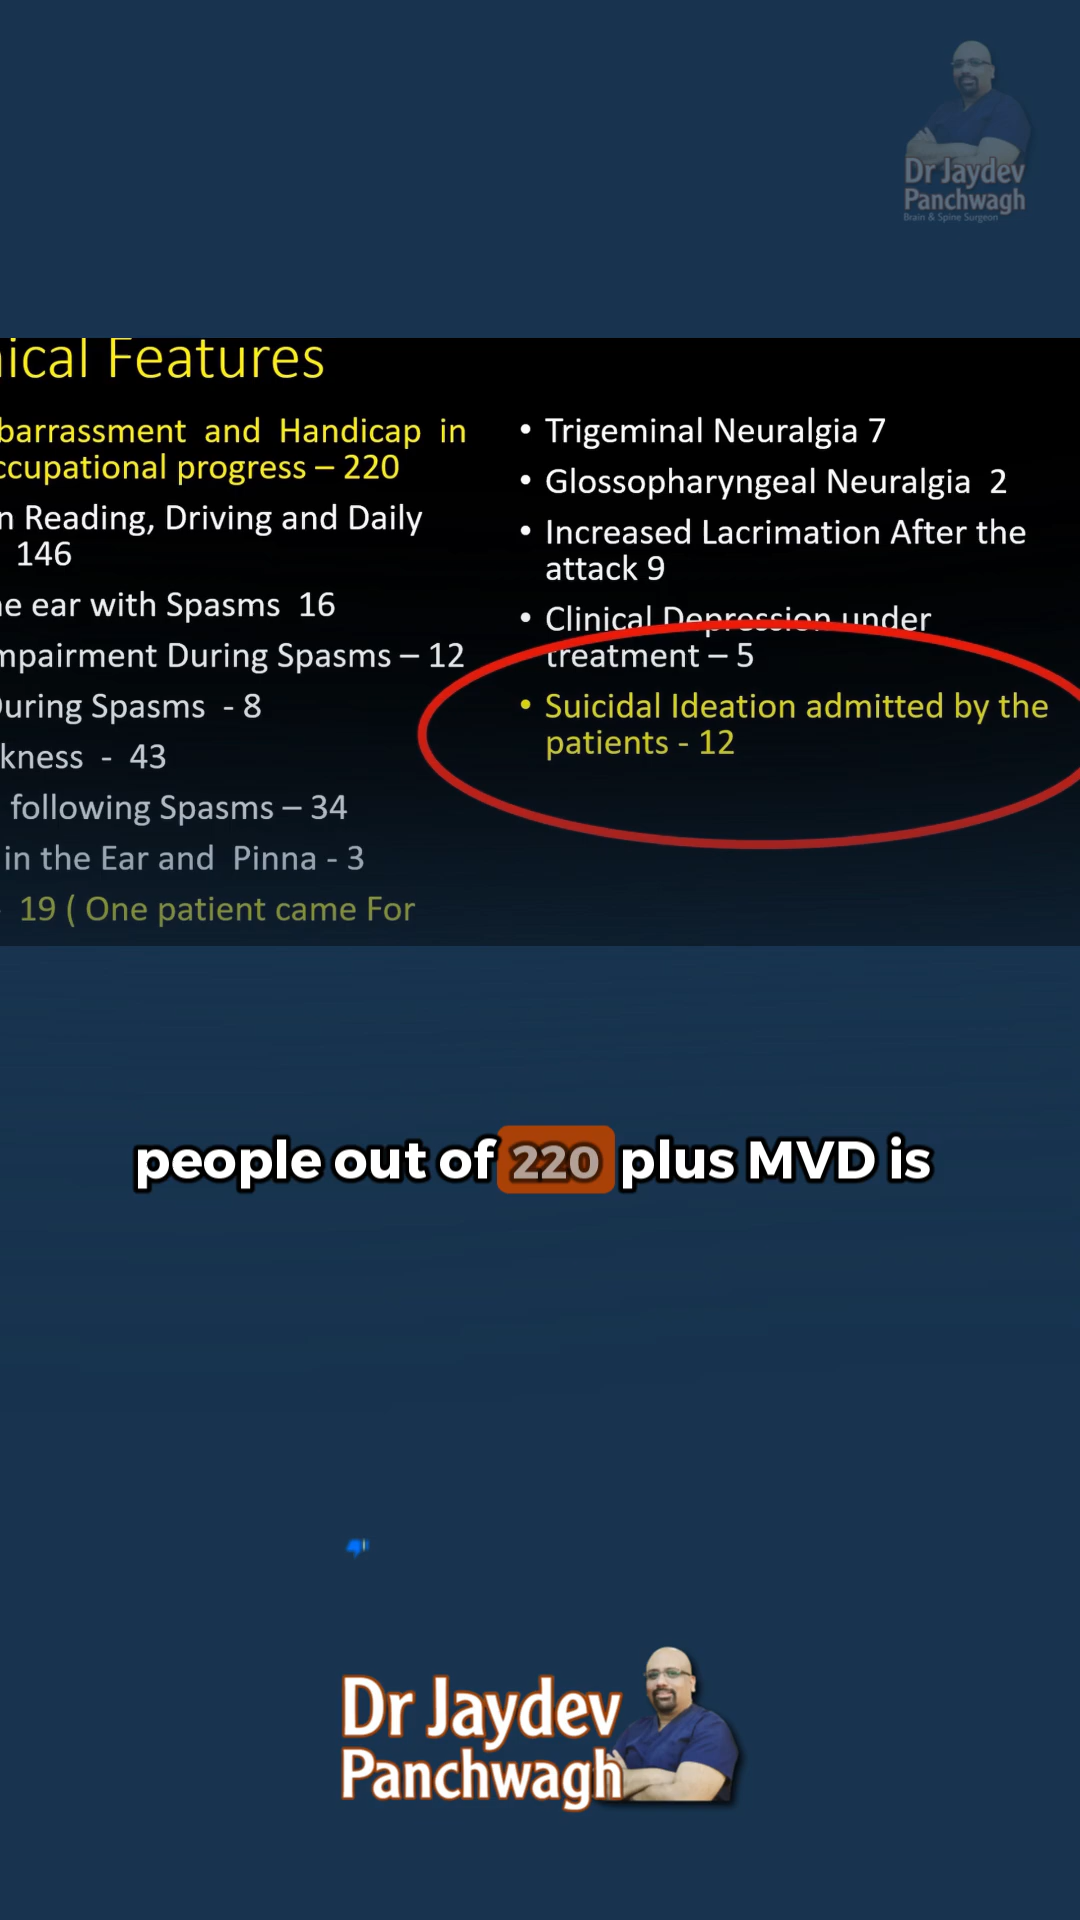 Dr Jaydev
Panchwagh
Brain & Spine Surgeon
ical Features
barrassment and Handicap in
ccupational progress – 220
n Reading, Driving and Daily
146
e ear with Spasms 16
mpairment During Spasms – 12
uring Spasms - 8
kness - 43
following Spasms – 34
in the Ear and Pinna - 3
- 19 ( One patient came For
• Trigeminal Neuralgia 7
• Glossopharyngeal Neuralgia 2
• Increased Lacrimation After the
attack 9
• Clinical Depression under
treatment – 5
• Suicidal Ideation admitted by the
patients - 12
people out of 220 plus MVD is
Dr Jaydev
Panchwagh